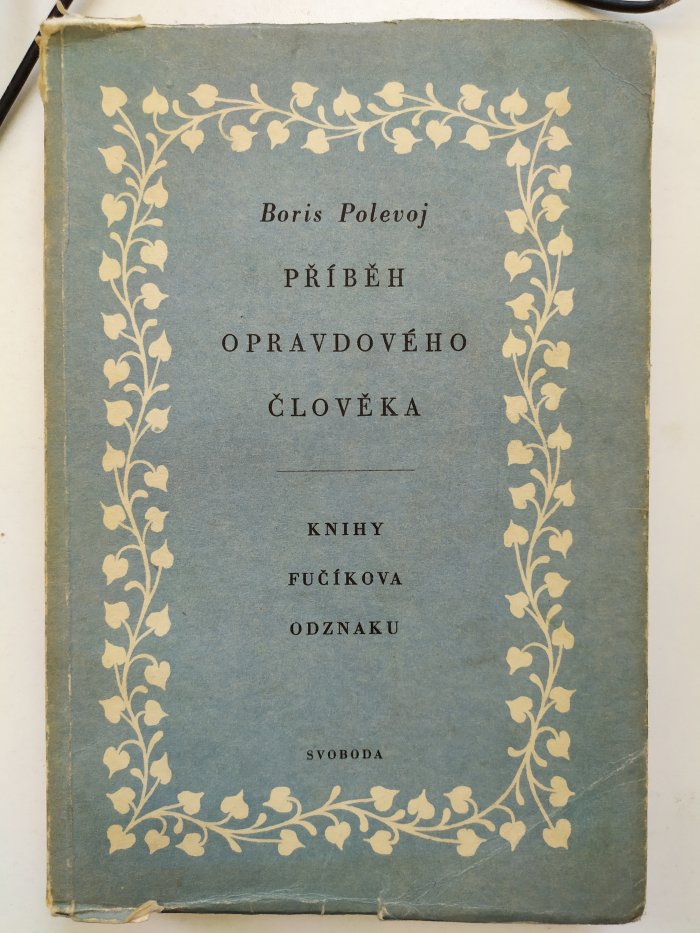 Boris Polevoj
PŘÍBĚH
OPRAVDOVÉHO
ČLOVĚKA
KNIHY
FUČÍKOVA
ODZNAKU
SVOBODA